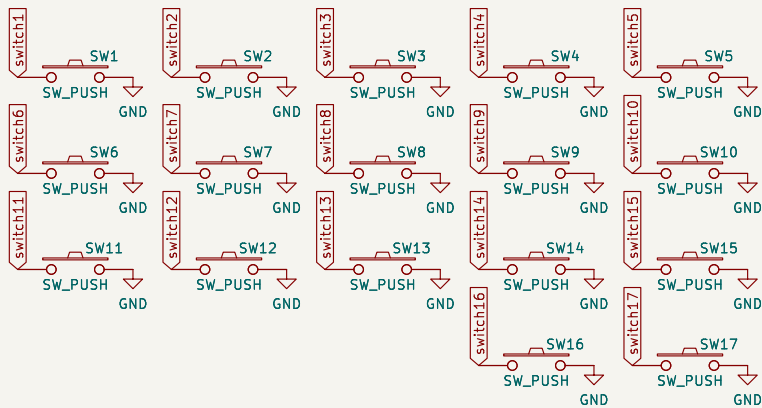 switch1 SW1 SW_PUSH GND
switch2 SW2 SW_PUSH GND
switch3 SW3 SW_PUSH GND
switch4 SW4 SW_PUSH GND
switch5 SW5 SW_PUSH GND
switch6 SW6 SW_PUSH GND
switch7 SW7 SW_PUSH GND
switch8 SW8 SW_PUSH GND
switch9 SW9 SW_PUSH GND
switch10 SW10 SW_PUSH GND
switch11 SW11 SW_PUSH GND
switch12 SW12 SW_PUSH GND
switch13 SW13 SW_PUSH GND
switch14 SW14 SW_PUSH GND
switch15 SW15 SW_PUSH GND
switch16 SW16 SW_PUSH GND
switch17 SW17 SW_PUSH GND